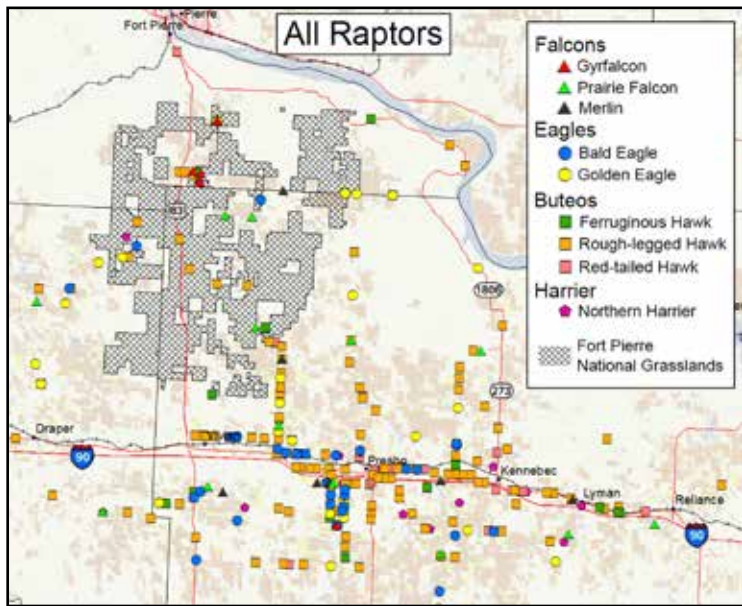 Pierre
Fort Pierre
All Raptors
Falcons
Gyrfalcon
Prairie Falcon
Merlin
Eagles
Bald Eagle
Golden Eagle
Buteos
Ferruginous Hawk
Rough-legged Hawk
Red-tailed Hawk
Harrier
Northern Harrier
Fort Pierre
National Grasslands
83
1806
273
Draper
90
Presho
Kennebec
Lyman
Reliance
90